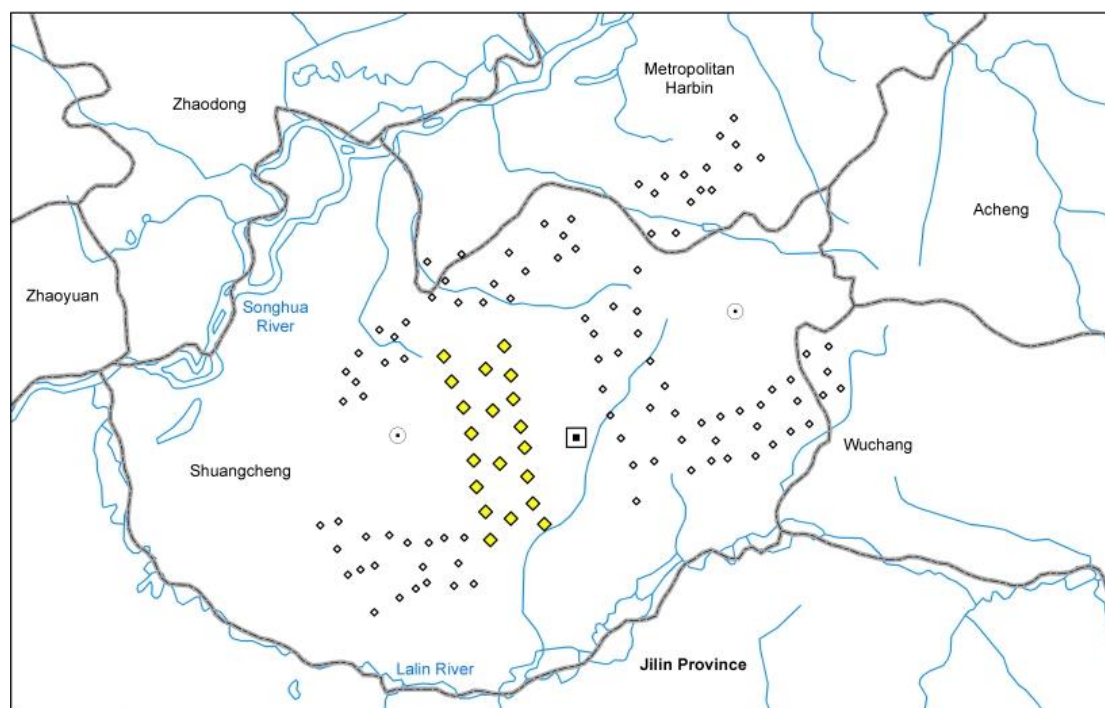 Metropolitan
Harbin
Zhaodong
Acheng
Zhaoyuan
Songhua
River
Wuchang
Shuangcheng
Jilin Province
Lalin River